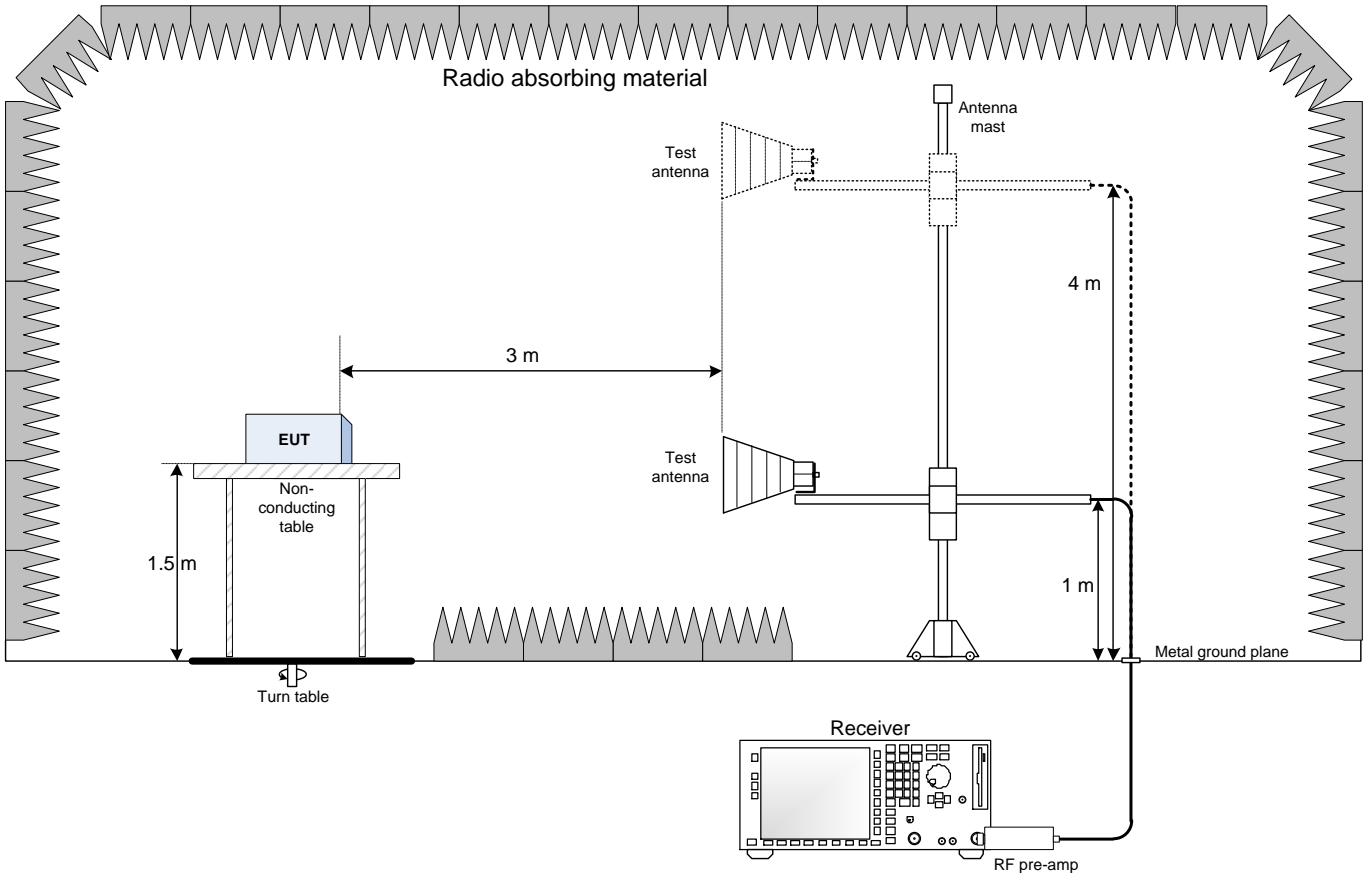 Radio absorbing material
Antenna
mast
Test
antenna
4 m
3 m
EUT
Test
antenna
Non-
conducting
table
1.5 m
1 m
Metal ground plane
Turn table
Receiver
RF pre-amp